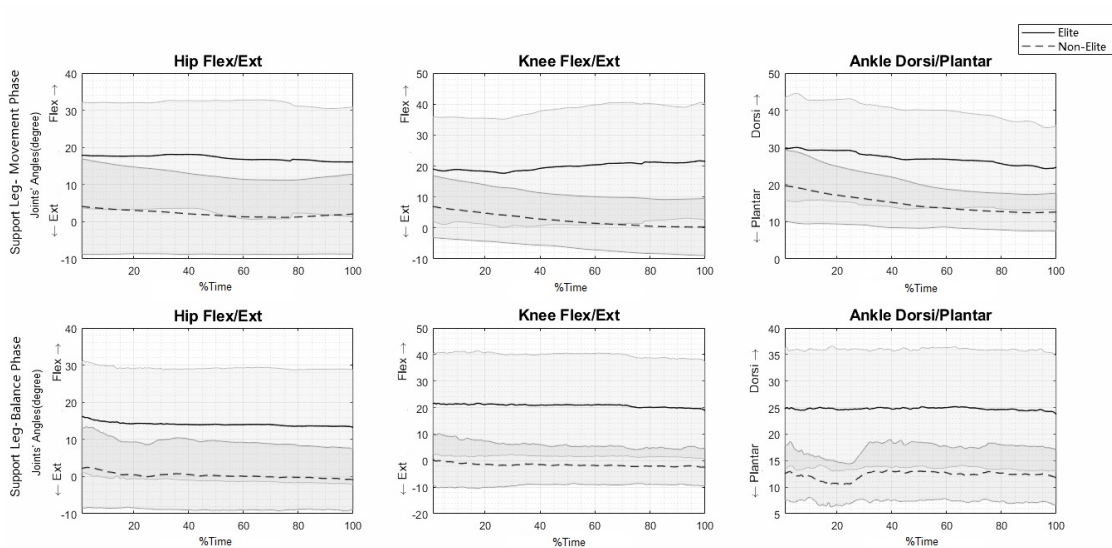 Elite
Non-Elite
Hip Flex/Ext
Knee Flex/Ext
Ankle Dorsi/Plantar
Support Leg- Movement Phase
Joints' Angles(degree)
← Ext Flex →
40
30
20
10
0
-10
20 40 60 80 100
%Time
← Ext Flex →
50
40
30
20
10
0
-10
20 40 60 80 100
%Time
← Plantar Dorsi →
50
40
30
20
10
0
20 40 60 80 100
%Time
Hip Flex/Ext
Knee Flex/Ext
Ankle Dorsi/Plantar
Support Leg-Balance Phase
Joints' Angles(degree)
← Ext Flex →
40
30
20
10
0
-10
20 40 60 80 100
%Time
← Ext Flex →
50
40
30
20
10
0
-10
-20
20 40 60 80 100
%Time
← Plantar Dorsi →
40
35
30
25
20
15
10
5
20 40 60 80 100
%Time